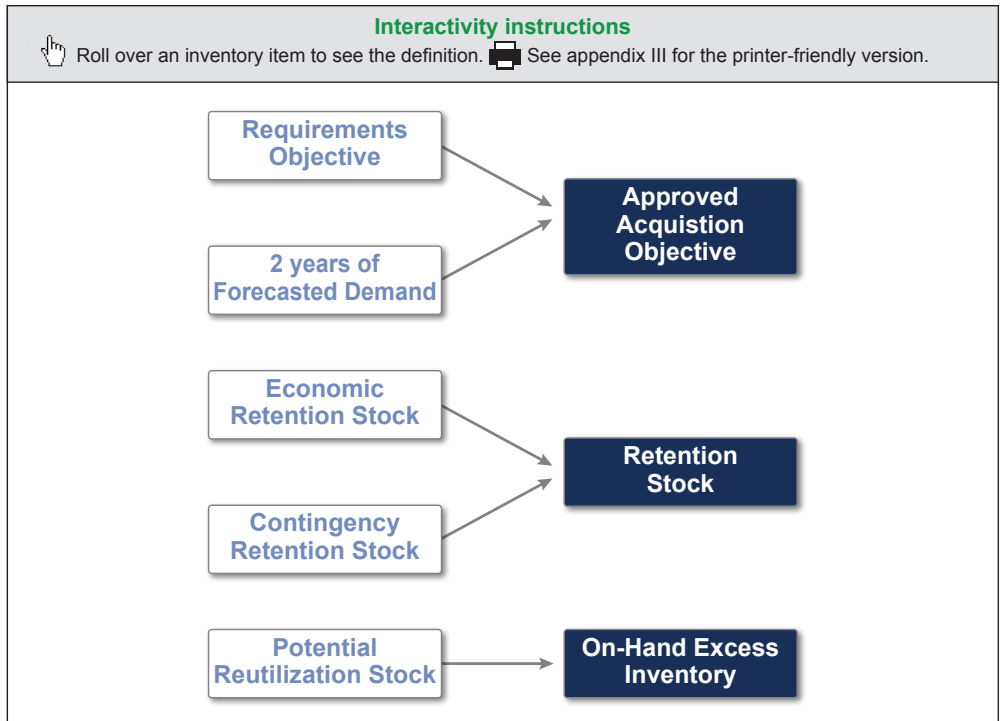 Interactivity instructions
Roll over an inventory item to see the definition. See appendix III for the printer-friendly version.
Requirements
Objective
Approved
Acquistion
Objective
2 years of
Forecasted Demand
Economic
Retention Stock
Retention
Stock
Contingency
Retention Stock
Potential
Reutilization Stock
On-Hand Excess
Inventory